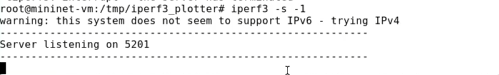 root@mininet-vm:/tmp/iperf3_plotter# iperf3 -s -1
warning: this system does not seem to support IPv6 - trying IPv4
-----------------------------------------------------------
Server listening on 5201
-----------------------------------------------------------